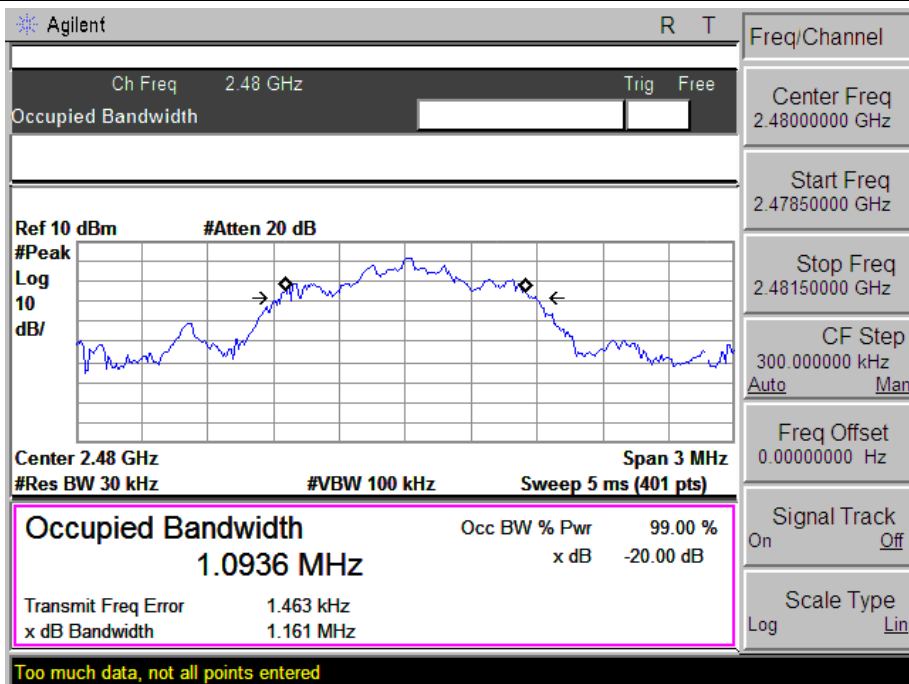 Agilent R T
Freq/Channel
Ch Freq 2.48 GHz Trig Free
Occupied Bandwidth
Center Freq
2.48000000 GHz
Start Freq
2.47850000 GHz
Stop Freq
2.48150000 GHz
CF Step
300.000000 kHz
Auto Man
Freq Offset
0.00000000 Hz
Signal Track
On Off
Scale Type
Log Lin
Ref 10 dBm #Atten 20 dB
#Peak
Log
10
dB/
Center 2.48 GHz Span 3 MHz
#Res BW 30 kHz #VBW 100 kHz Sweep 5 ms (401 pts)
Occupied Bandwidth Occ BW % Pwr 99.00 %
1.0936 MHz x dB -20.00 dB
Transmit Freq Error 1.463 kHz
x dB Bandwidth 1.161 MHz
Too much data, not all points entered